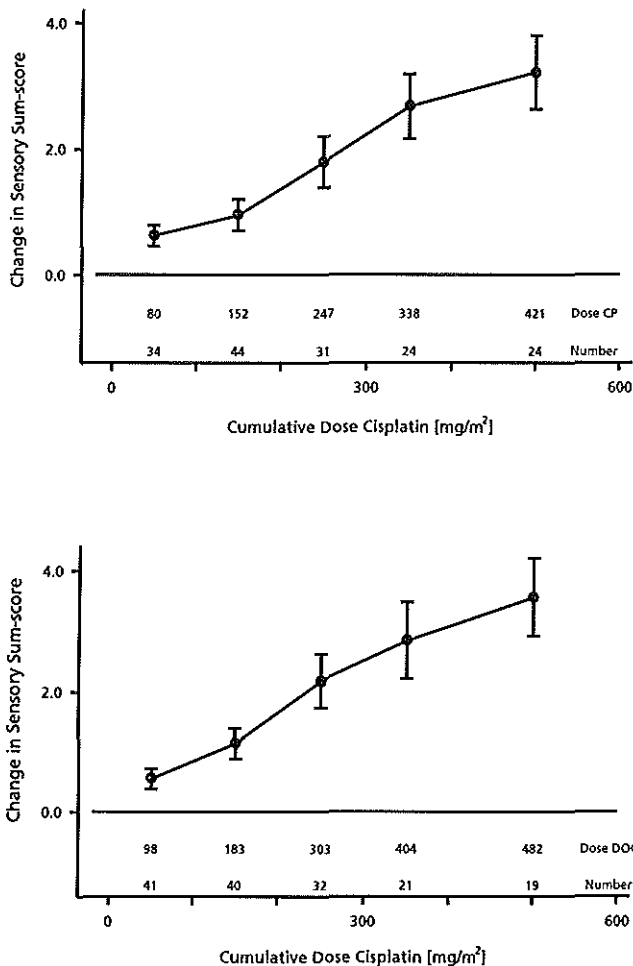 4.0
2.0
0.0
Change in Sensory Sum-score
80 152 247 338 421 Dose CP
34 44 31 24 24 Number
0 300 600
Cumulative Dose Cisplatin [mg/m²]
4.0
2.0
0.0
Change in Sensory Sum-score
98 183 303 404 482 Dose DO
41 40 32 21 19 Number
0 300 600
Cumulative Dose Cisplatin [mg/m²]